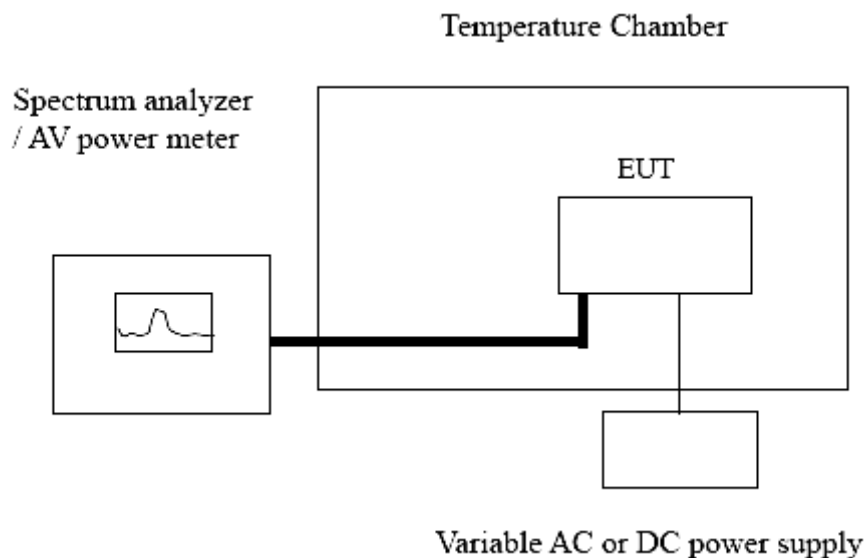 Temperature Chamber
Spectrum analyzer
/ AV power meter
EUT
Variable AC or DC power supply